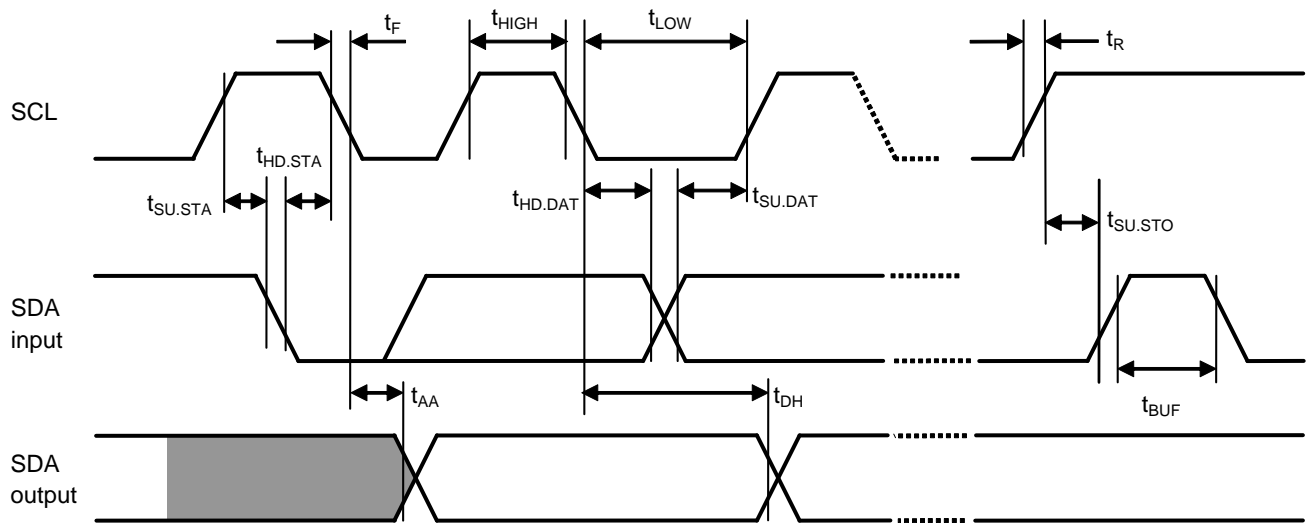 tF
tHIGH
tLOW
tR
SCL
tHD.STA
tSU.STA
tHD.DAT
tSU.DAT
tSU.STO
SDA
input
tBUF
tAA
tDH
SDA
output